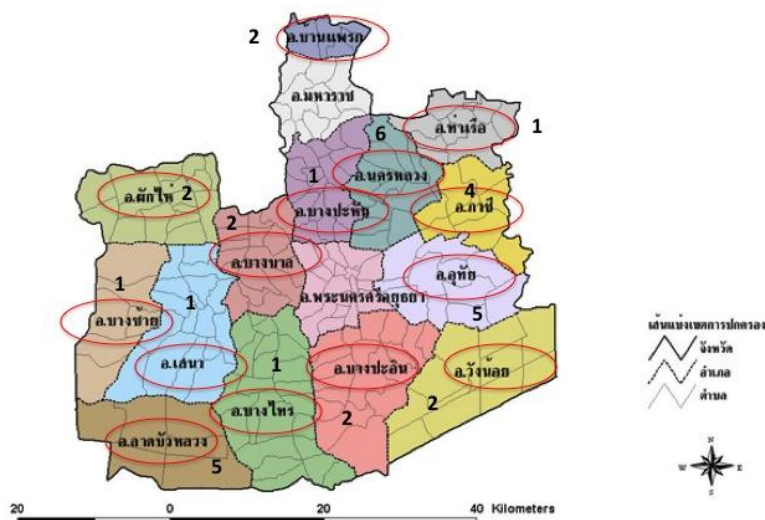 2 อ.บ้านแพรก
อ.มหาราช
6 อ.ท่าเรือ 1
1 อ.นครหลวง 4
อ.ผักไห่ 2
2 อ.บางปะหัน อ.ภาชี
อ.บางบาล
1 1 อ.อุทัย
อ.พระนครศรีอยุธยา 5
อ.บางซ้าย
อ.เสนา 1 อ.บางปะอิน อ.วังน้อย
อ.บางไทร 2 2
อ.ลาดบัวหลวง 5
เส้นแบ่งเขตการปกครอง
จังหวัด
อำเภอ
ตำบล
N
W E
S
20 0 20 40 Kilometers